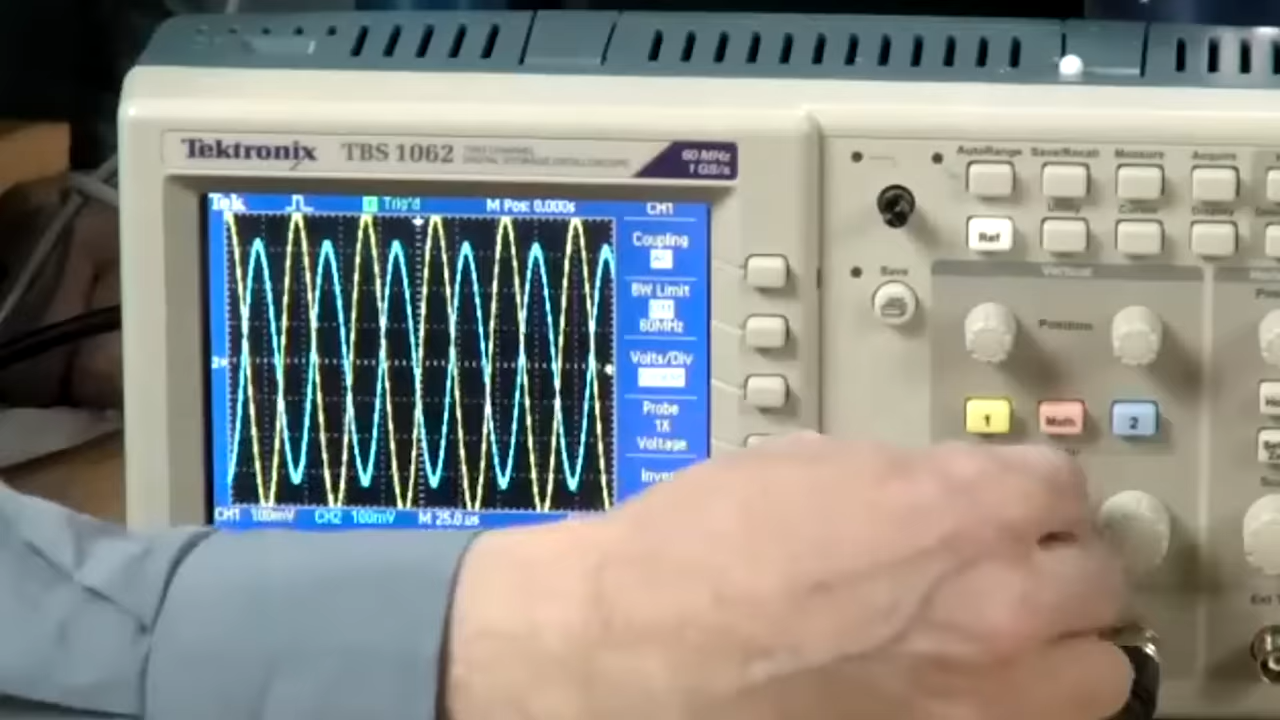 Tektronix TBS 1062
60 MHz
1 GS/s
Tek Trig'd M Pos: 0.000s CH1
Coupling
BW Limit
60MHz
Volts/Div
Probe
1X
Voltage
2
CH1 100mV CH2 100mV M 25.0us
AutoRange Save/Recall Measure Acquire
Ref
Save
Vertical
Position
1 Math 2